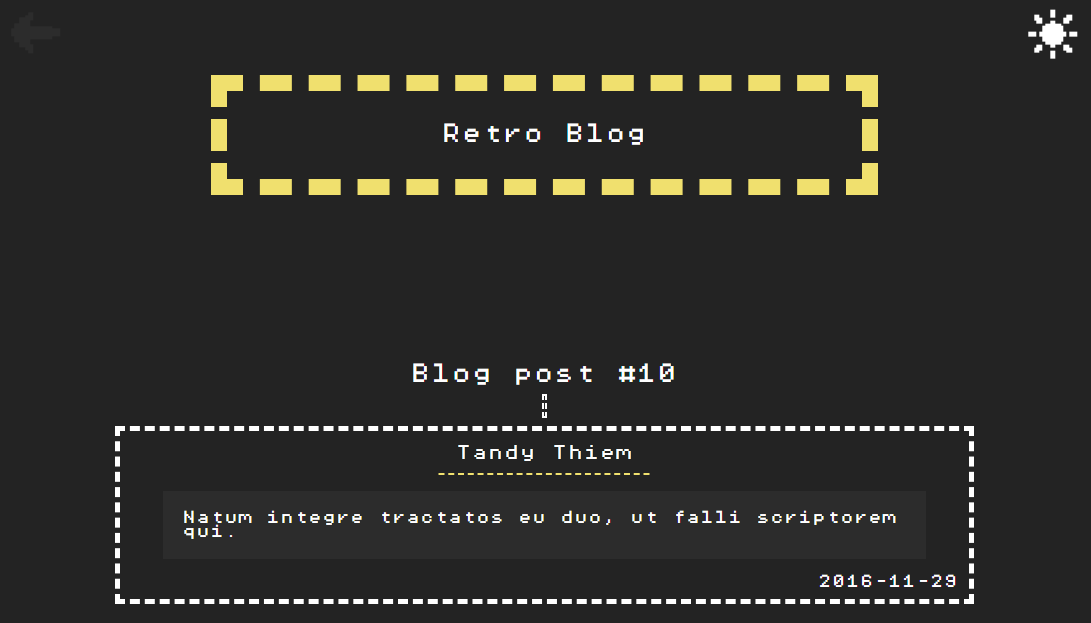 Retro Blog
Blog post #10
Tandy Thiem
Natum integre tractatos eu duo, ut falli scriptorem
qui.
2016-11-29